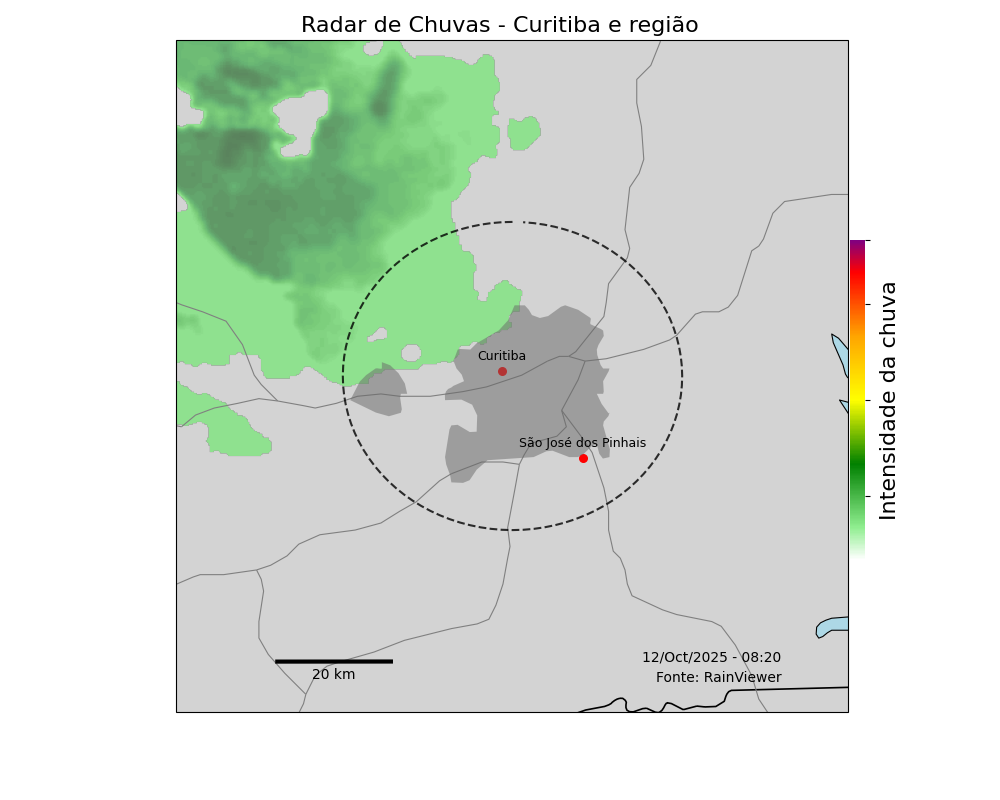 Radar de Chuvas - Curitiba e região
Curitiba
São José dos Pinhais
Intensidade da chuva
20 km
12/Oct/2025 - 08:20
Fonte: RainViewer